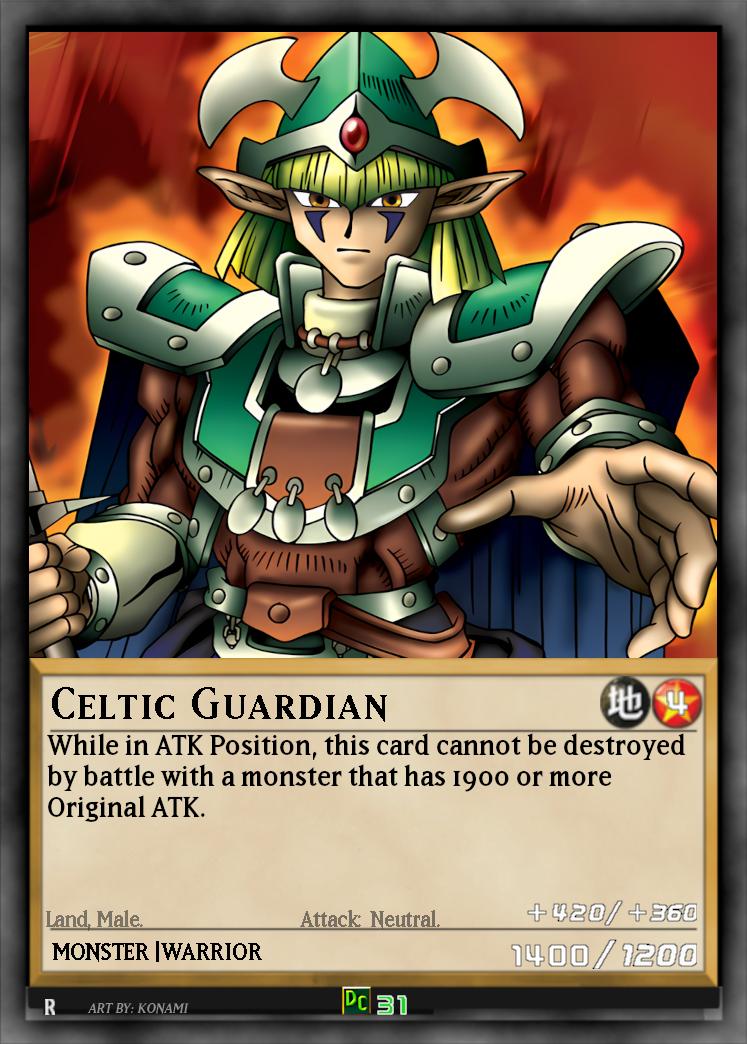 Celtic Guardian 地 4
While in ATK Position, this card cannot be destroyed
by battle with a monster that has 1900 or more
Original ATK.
Land, Male. Attack: Neutral. +420/+360
MONSTER |WARRIOR 1400/1200
R ART BY: KONAMI PC 31